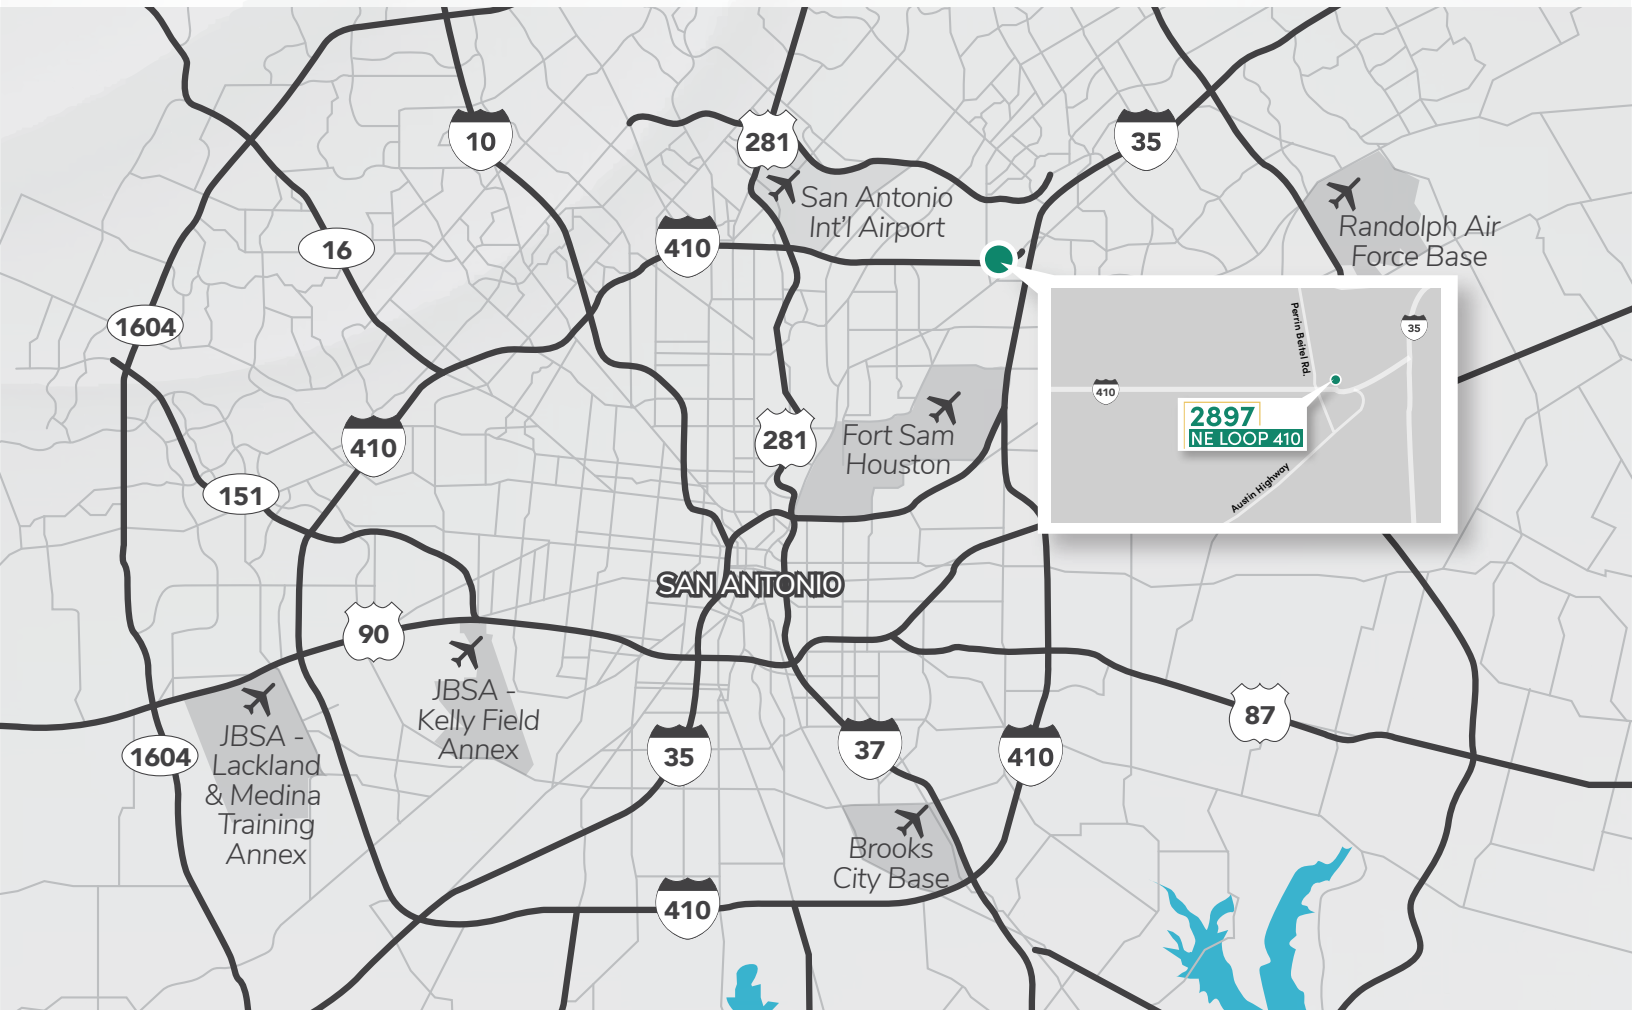 10
281
35
San Antonio
Int'l Airport
Randolph Air
Force Base
16
410
1604
Perrin Beitel Rd.
35
410
2897
NE LOOP 410
Austin Highway
410
281
Fort Sam
Houston
151
SAN ANTONIO
90
JBSA -
Kelly Field
Annex
JBSA -
Lackland
& Medina
Training
Annex
1604
35
37
410
87
Brooks
City Base
410